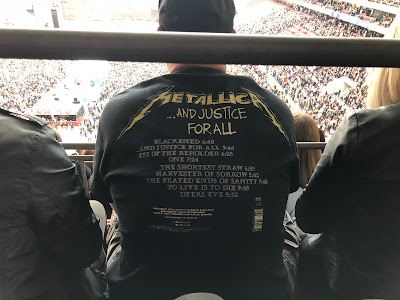 METALLICA
...AND JUSTICE
FOR ALL
BLACKENED 6:40
...AND JUSTICE FOR ALL 9:44
EYE OF THE BEHOLDER 6:25
ONE 7:24
THE SHORTEST STRAW 6:35
HARVESTER OF SORROW 5:42
THE FRAYED ENDS OF SANITY 7:40
TO LIVE IS TO DIE 9:48
DYERS EVE 5:12